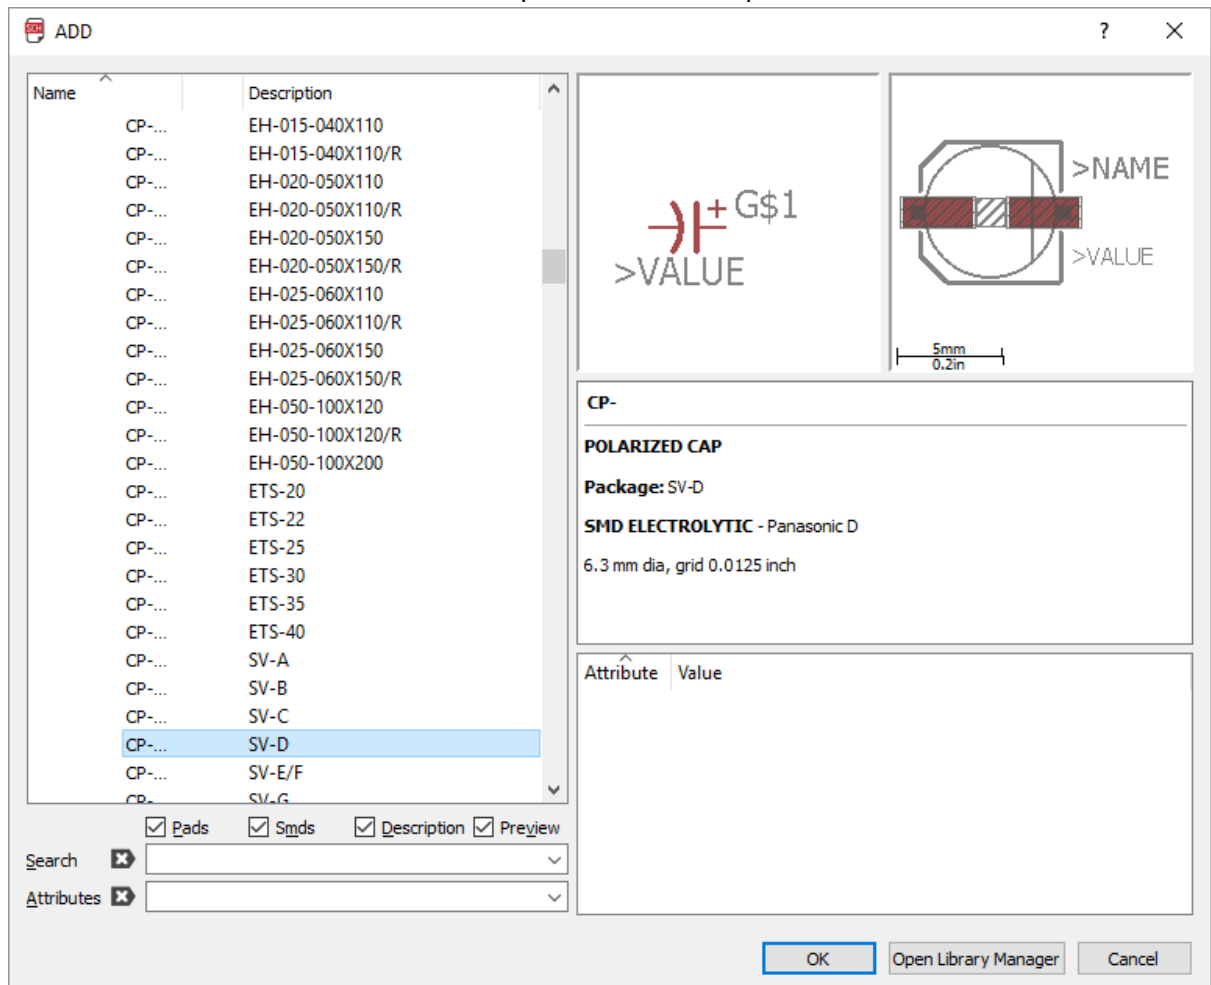 ADD
Name Description
CP-... EH-015-040X110
CP-... EH-015-040X110/R
CP-... EH-020-050X110
CP-... EH-020-050X110/R
CP-... EH-020-050X150
CP-... EH-020-050X150/R
CP-... EH-025-060X110
CP-... EH-025-060X110/R
CP-... EH-025-060X150
CP-... EH-025-060X150/R
CP-... EH-050-100X120
CP-... EH-050-100X120/R
CP-... EH-050-100X200
CP-... ETS-20
CP-... ETS-22
CP-... ETS-25
CP-... ETS-30
CP-... ETS-35
CP-... ETS-40
CP-... SV-A
CP-... SV-B
CP-... SV-C
CP-... SV-D
CP-... SV-E/F
SV-G
Pads Smds Description Preview
Search
Attributes
+ G$1
>VALUE
>NAME
>VALUE
5mm
0.2in
CP-
POLARIZED CAP
Package: SV-D
SMD ELECTROLYTIC - Panasonic D
6.3 mm dia, grid 0.0125 inch
Attribute Value
OK Open Library Manager Cancel